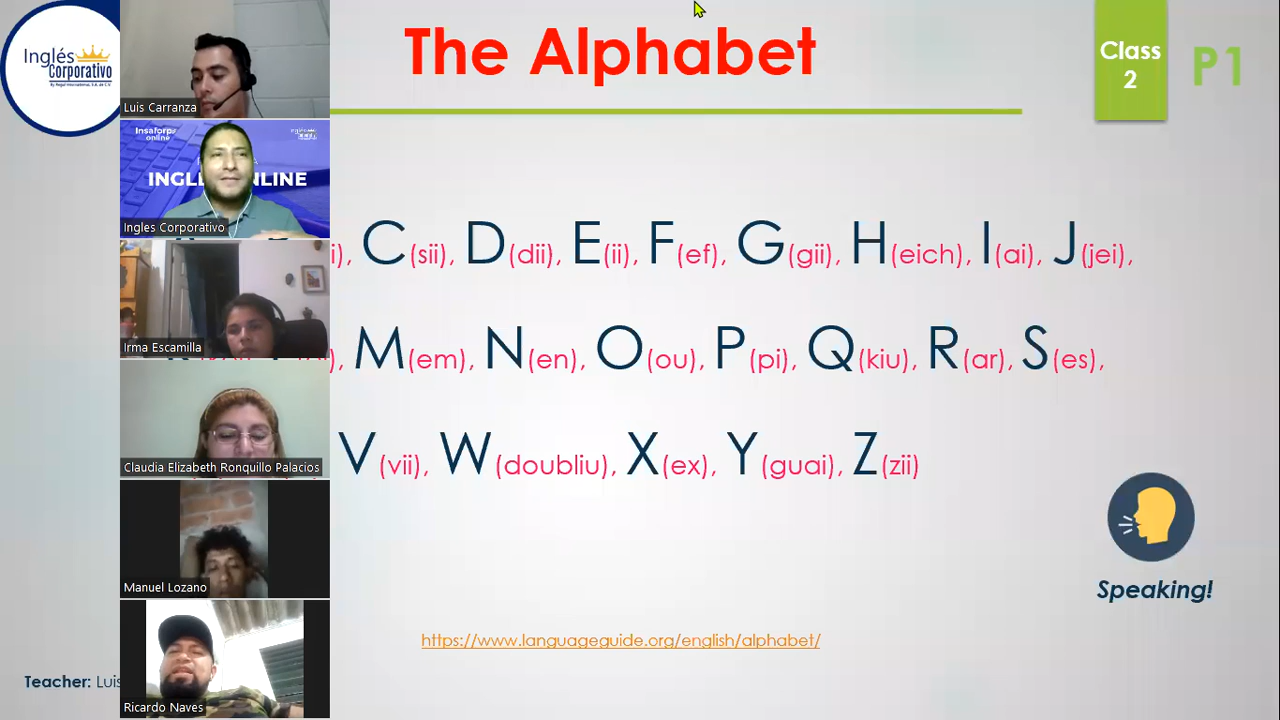 Inglés
Corporativo
The Alphabet
Class
2
P1
Luis Carranza
Insaforp
online
INGL NLINE
Ingles Corporativo
C(sii), D(dii), E(ii), F(ef), G(gii), H(eich), I(ai), J(jei),
Irma Escamilla
M(em), N(en), O(ou), P(pi), Q(kiu), R(ar), S(es),
V(vii), W(doubliu), X(ex), Y(guai), Z(zii)
Claudia Elizabeth Ronquillo Palacios
Manuel Lozano
Speaking!
https://www.languageguide.org/english/alphabet/
Teacher: Luis
Ricardo Naves